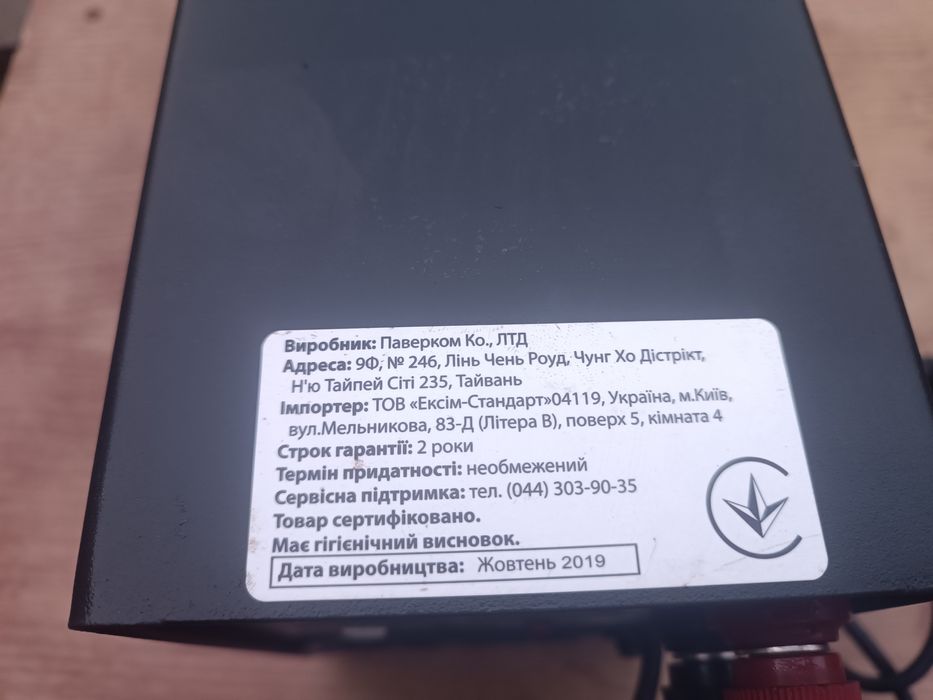 Виробник: Паверком Ко., ЛТД
Адреса: 9Ф, № 246, Лінь Чень Роуд, Чунг Хо Дістрікт,
Н'ю Тайпей Сіті 235, Тайвань
Імпортер: ТОВ «Ексім-Стандарт»04119, Україна, м.Київ,
вул.Мельникова, 83-Д (Літера В), поверх 5, кімната 4
Строк гарантії: 2 роки
Термін придатності: необмежений
Сервісна підтримка: тел. (044) 303-90-35
Товар сертифіковано.
Має гігієнічний висновок.
Дата виробництва: Жовтень 2019